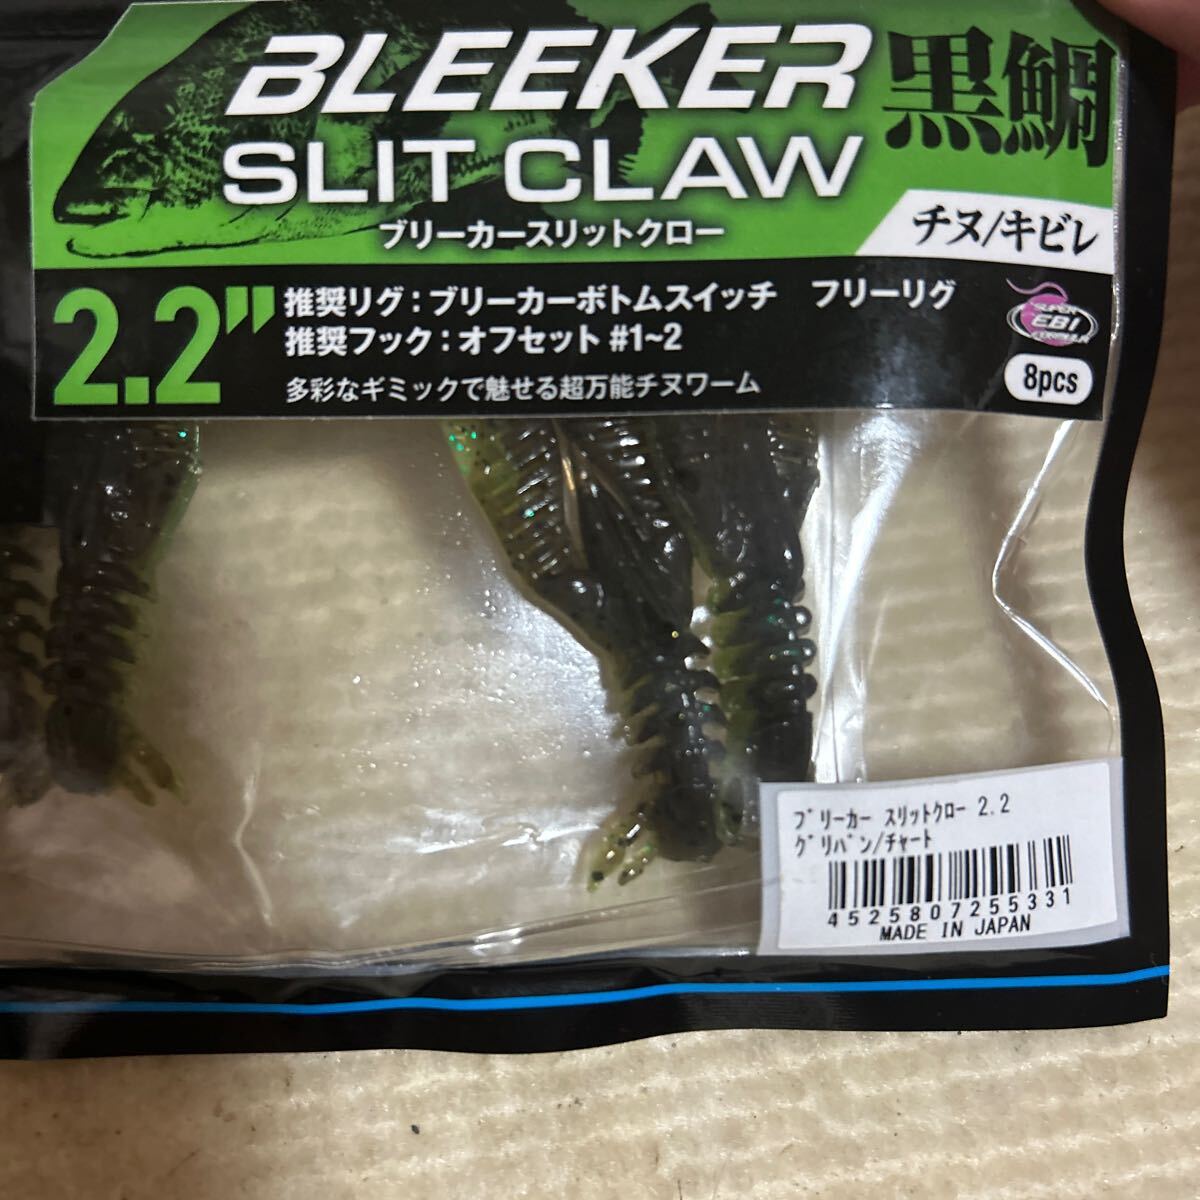 BLEEKER
SLIT CLAW
黒鯛
ブリーカースリットクロー
チヌ/キビレ
2.2"
推奨リグ:ブリーカーボトムスイッチ フリーリグ
推奨フック:オフセット #1~2
多彩なギミックで魅せる超万能チヌワーム
SUPER
EBI
FORMULA
8pcs
ﾌﾞﾘｰｶｰ ｽﾘｯﾄｸﾛｰ 2.2
ｸﾞﾘﾊﾟﾝ/ﾁｬｰﾄ
4525807255331
MADE IN JAPAN